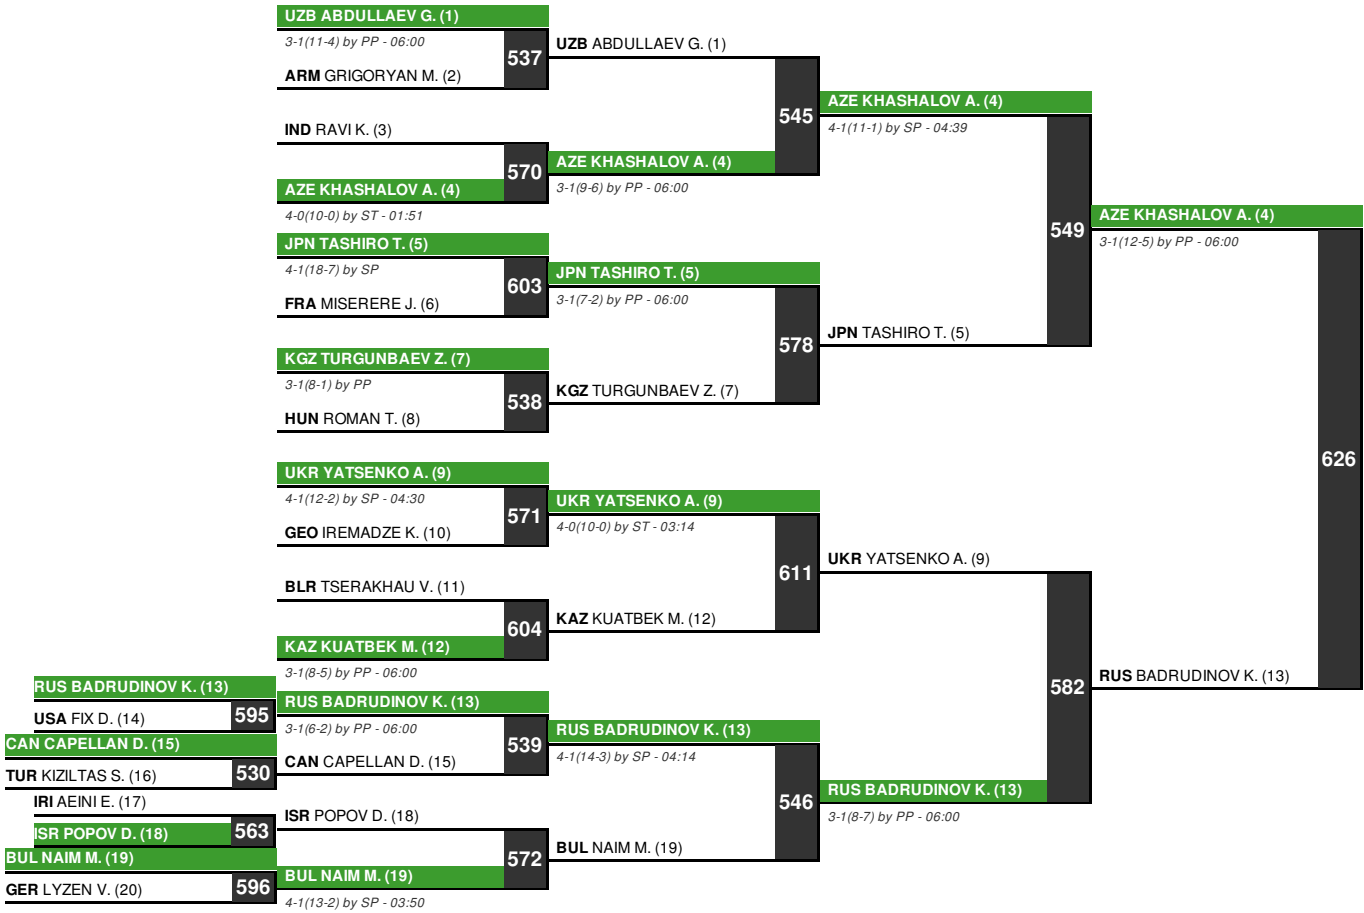 UZB ABDULLAEV G. (1)
3-1(11-4) by PP - 06:00
537
ARM GRIGORYAN M. (2)
UZB ABDULLAEV G. (1)
IND RAVI K. (3)
570
AZE KHASHALOV A. (4)
4-0(10-0) by ST - 01:51
545
AZE KHASHALOV A. (4)
3-1(9-6) by PP - 06:00
AZE KHASHALOV A. (4)
4-1(11-1) by SP - 04:39
JPN TASHIRO T. (5)
4-1(18-7) by SP
603
FRA MISERERE J. (6)
JPN TASHIRO T. (5)
3-1(7-2) by PP - 06:00
KGZ TURGUNBAEV Z. (7)
3-1(8-1) by PP
538
HUN ROMAN T. (8)
578
KGZ TURGUNBAEV Z. (7)
JPN TASHIRO T. (5)
549
AZE KHASHALOV A. (4)
3-1(12-5) by PP - 06:00
UKR YATSENKO A. (9)
4-1(12-2) by SP - 04:30
571
GEO IREMADZE K. (10)
UKR YATSENKO A. (9)
4-0(10-0) by ST - 03:14
BLR TSERAKHAU V. (11)
604
KAZ KUATBEK M. (12)
3-1(8-5) by PP - 06:00
611
KAZ KUATBEK M. (12)
UKR YATSENKO A. (9)
626
RUS BADRUDINOV K. (13)
595
USA FIX D. (14)
CAN CAPELLAN D. (15)
530
TUR KIZILTAS S. (16)
RUS BADRUDINOV K. (13)
3-1(6-2) by PP - 06:00
539
CAN CAPELLAN D. (15)
RUS BADRUDINOV K. (13)
4-1(14-3) by SP - 04:14
IRI AEINI E. (17)
563
ISR POPOV D. (18)
BUL NAIM M. (19)
596
GER LYZEN V. (20)
ISR POPOV D. (18)
572
BUL NAIM M. (19)
4-1(13-2) by SP - 03:50
546
BUL NAIM M. (19)
RUS BADRUDINOV K. (13)
3-1(8-7) by PP - 06:00
582
RUS BADRUDINOV K. (13)